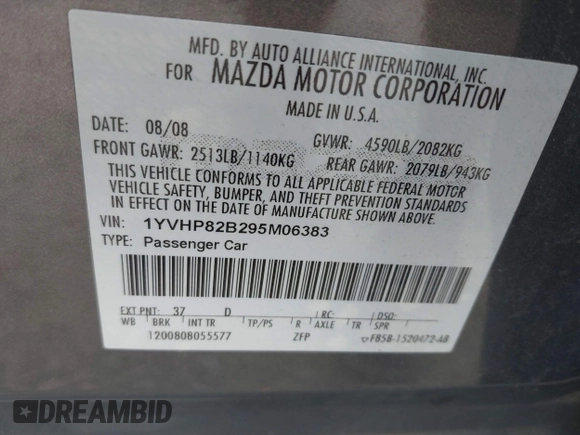 MFD. BY AUTO ALLIANCE INTERNATIONAL, INC.
FOR MAZDA MOTOR CORPORATION
MADE IN U.S.A.
DATE: 08/08 GVWR: 4590LB/2082KG
FRONT GAWR: 2513LB/1140KG REAR GAWR: 2079LB/943KG
THIS VEHICLE CONFORMS TO ALL APPLICABLE FEDERAL MOTOR
VEHICLE SAFETY, BUMPER, AND THEFT PREVENTION STANDARDS
IN EFFECT ON THE DATE OF MANUFACTURE SHOWN ABOVE.
VIN: 1YVHP82B295M06383
TYPE: Passenger Car
EXT PNT: 37 D RC: DSO:
WB BRK INT TR TP/PS R AXLE TR SPR
1200808055577 ZFP F85B-1520472-AB
DREAMBID